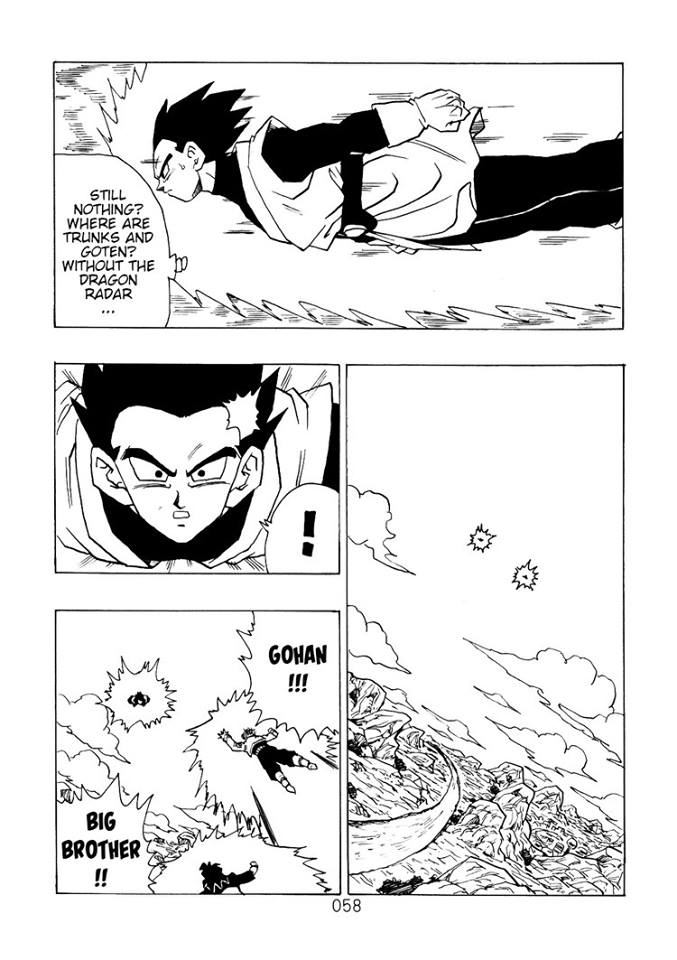 STILL
NOTHING?
WHERE ARE
TRUNKS AND
GOTEN?
WITHOUT THE
DRAGON
RADAR
...
!
GOHAN
!!!
BIG
BROTHER
!!
058